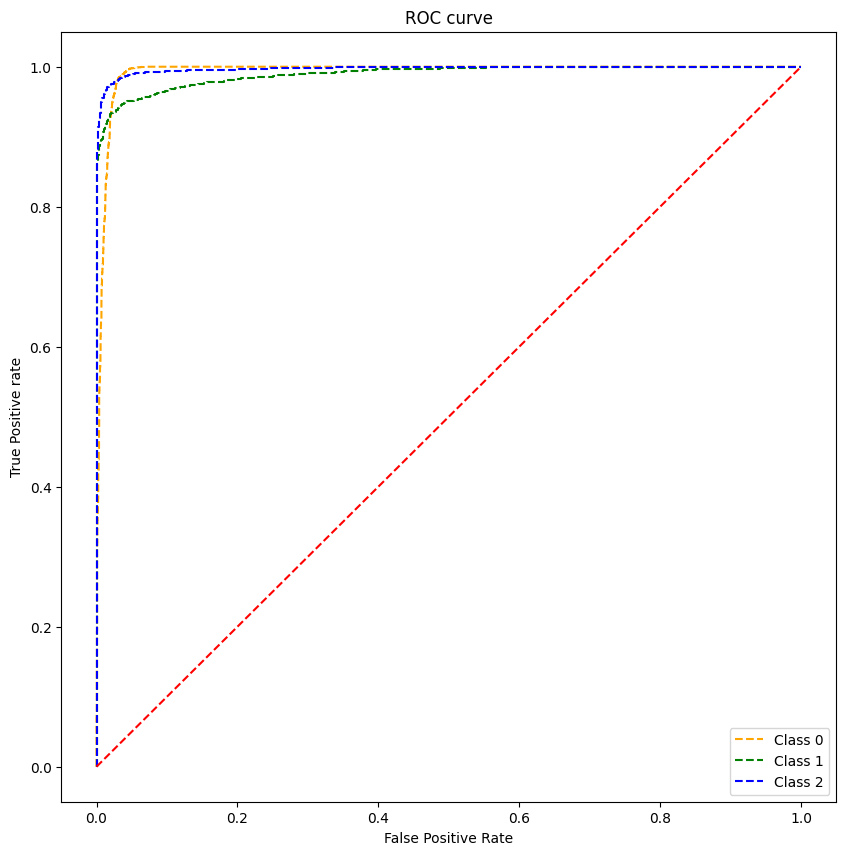 ROC curve
True Positive rate
1.0
0.8
0.6
0.4
0.2
0.0
Class 0
Class 1
Class 2
0.0 0.2 0.4 0.6 0.8 1.0
False Positive Rate